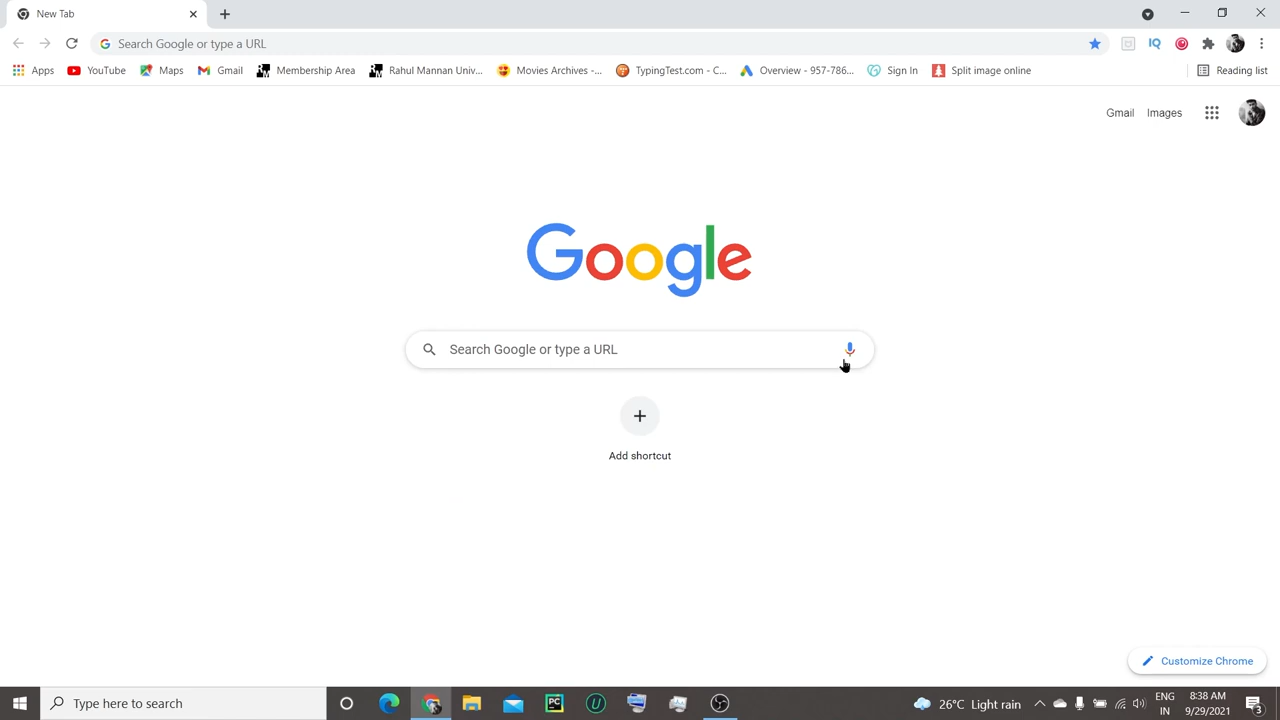 New Tab
Search Google or type a URL
IQ
Apps YouTube Maps Gmail Membership Area Rahul Mannan Univ... Movies Archives -... TypingTest.com - C... Overview - 957-786... Sign In Split image online Reading list
Gmail Images
Google
Search Google or type a URL
Add shortcut
Customize Chrome
Type here to search
PC
U
26°C Light rain
ENG
IN
8:38 AM
9/29/2021
3